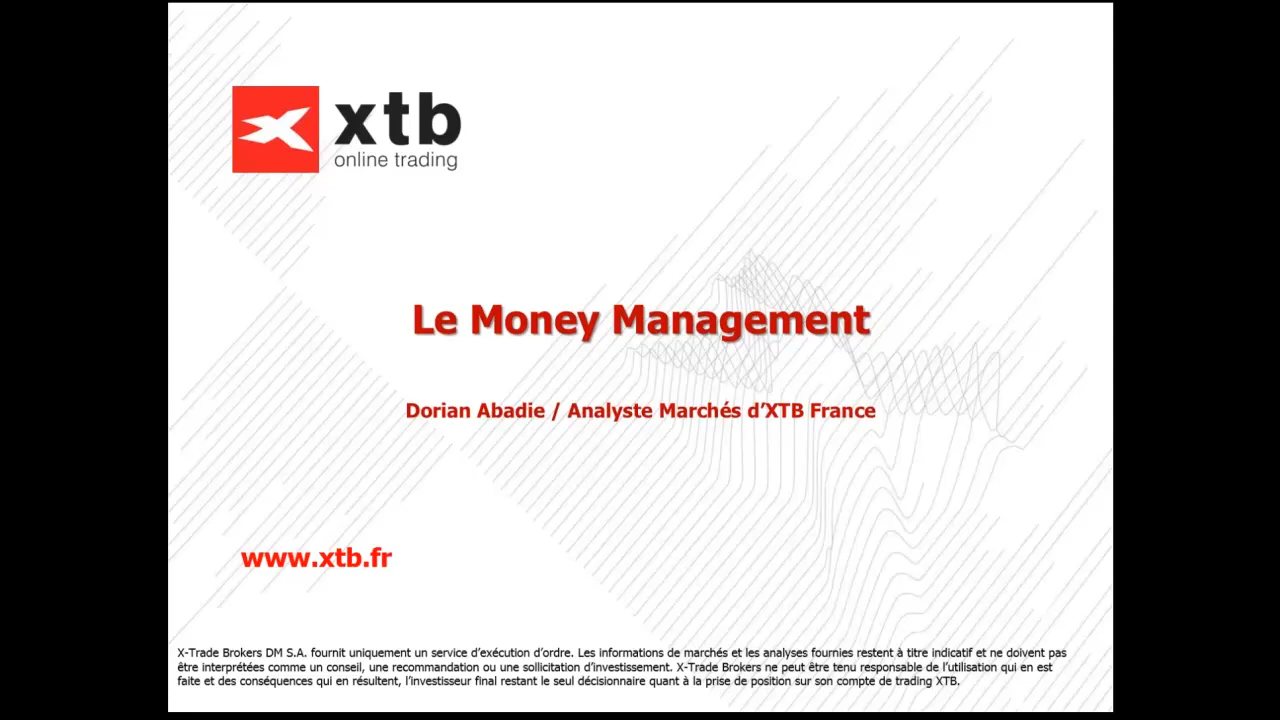 xtb
online trading
Le Money Management
Dorian Abadie / Analyste Marchés d’XTB France
www.xtb.fr
X-Trade Brokers DM S.A. fournit uniquement un service d’exécution d’ordre. Les informations de marchés et les analyses fournies restent à titre indicatif et ne doivent pas
être interprétées comme un conseil, une recommandation ou une sollicitation d’investissement. X-Trade Brokers ne peut être tenu responsable de l’utilisation qui en est
faite et des conséquences qui en résultent, l’investisseur final restant le seul décisionnaire quant à la prise de position sur son compte de trading XTB.